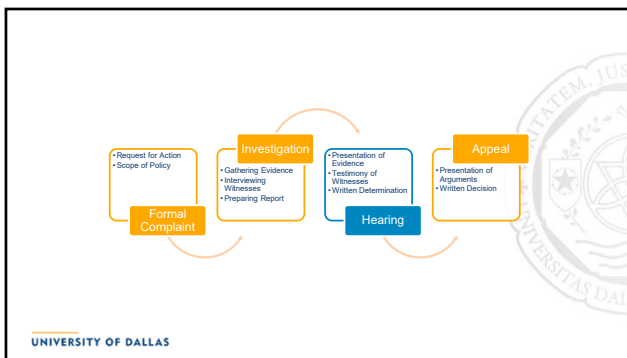 • Request for Action
• Scope of Policy
Formal
Complaint
Investigation
• Gathering Evidence
• Interviewing
Witnesses
• Preparing Report
• Presentation of
Evidence
• Testimony of
Witnesses
• Written Determination
Hearing
Appeal
• Presentation of
Arguments
• Written Decision
UNIVERSITY OF DALLAS